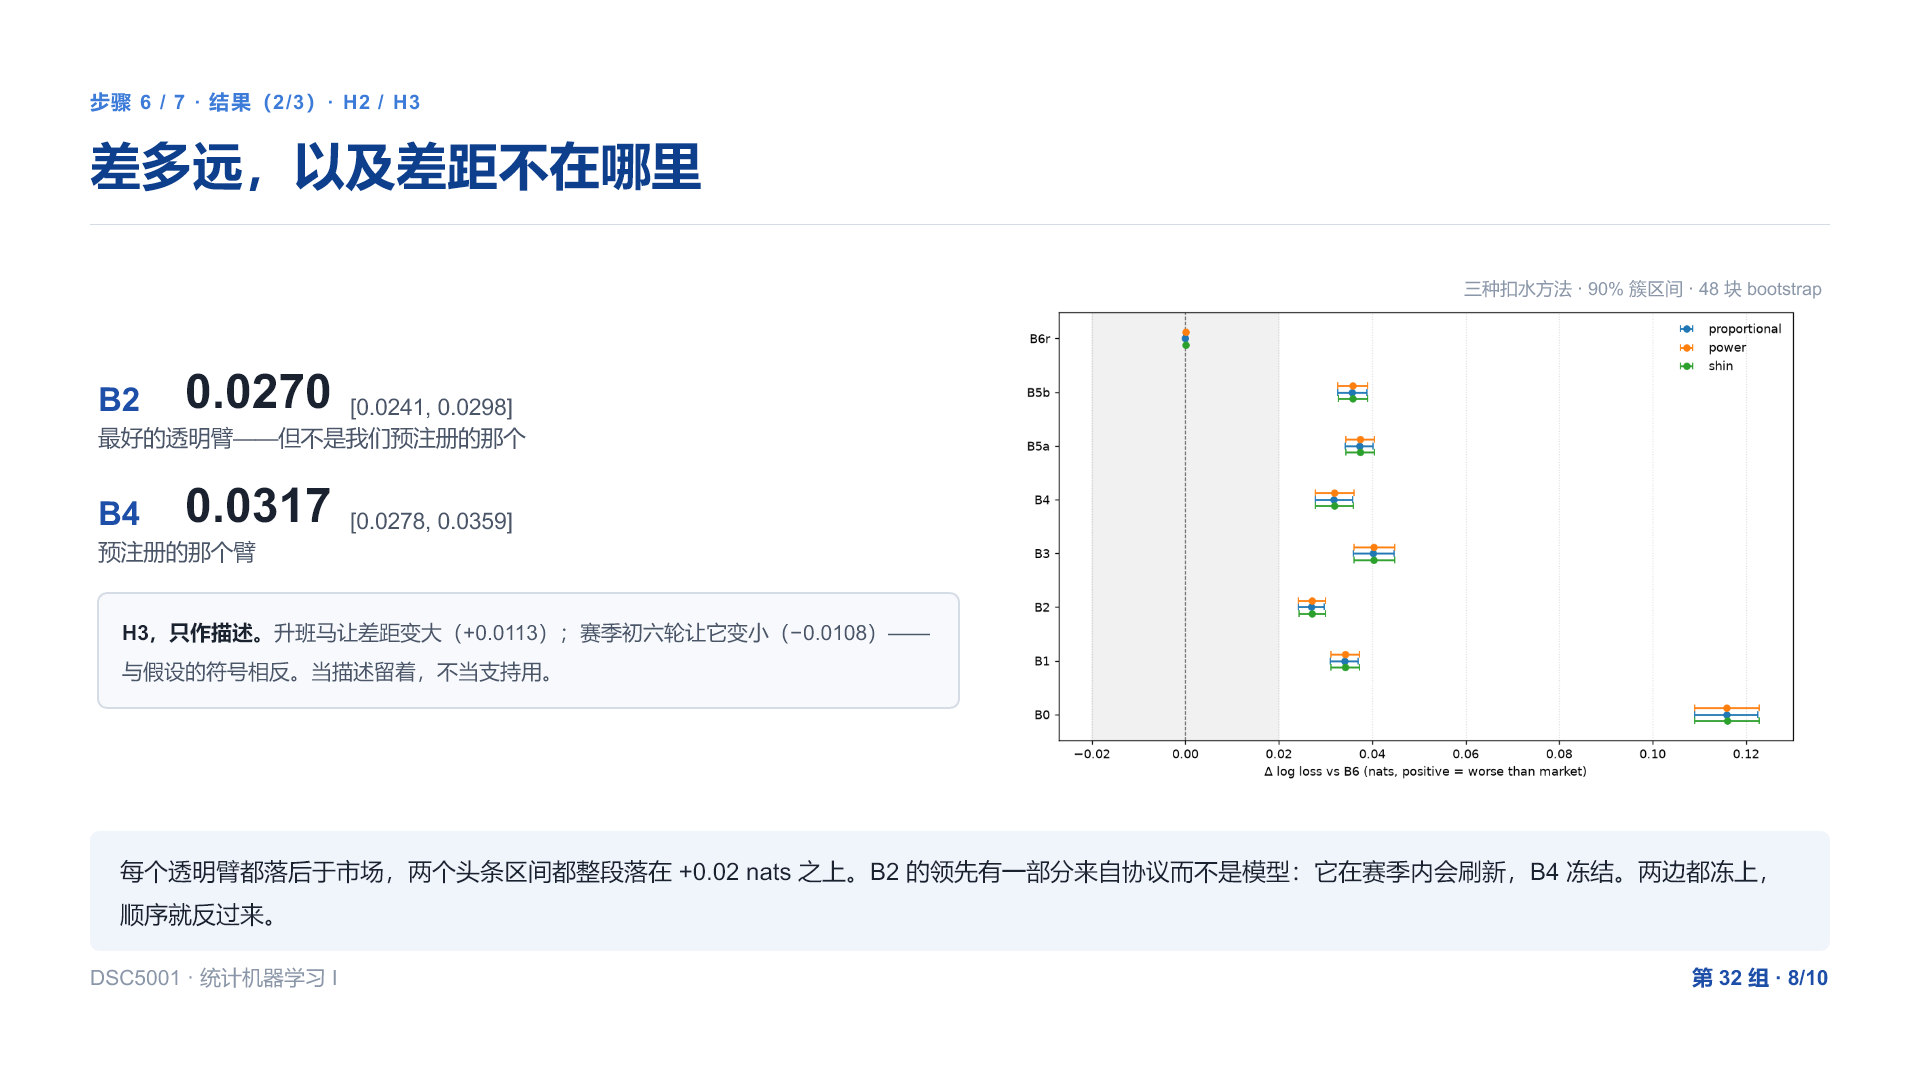 步骤 6 / 7 · 结果（2/3）· H2 / H3
差多远，以及差距不在哪里
B2 0.0270 [0.0241, 0.0298]
最好的透明臂——但不是我们预注册的那个
B4 0.0317 [0.0278, 0.0359]
预注册的那个臂
H3，只作描述。升班马让差距变大（+0.0113）；赛季初六轮让它变小（−0.0108）——
与假设的符号相反。当描述留着，不当支持用。
三种扣水方法 · 90% 簇区间 · 48 块 bootstrap
proportional
power
shin
B6r
B5b
B5a
B4
B3
B2
B1
B0
−0.02 0.00 0.02 0.04 0.06 0.08 0.10 0.12
Δ log loss vs B6 (nats, positive = worse than market)
每个透明臂都落后于市场，两个头条区间都整段落在 +0.02 nats 之上。B2 的领先有一部分来自协议而不是模型：它在赛季内会刷新，B4 冻结。两边都冻上，
顺序就反过来。
DSC5001 · 统计机器学习 I
第 32 组 · 8/10